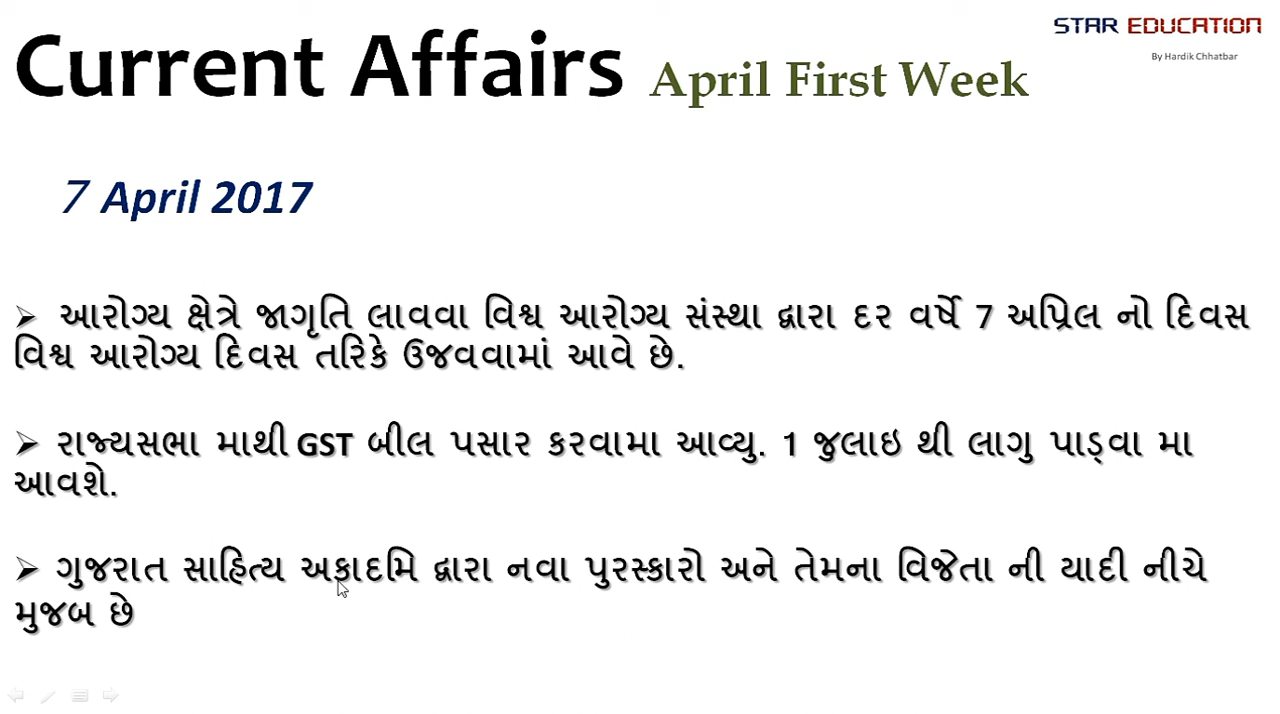 STAR EDUCATION
Current Affairs April First Week
By Hardik Chhatbar
7 April 2017
➢ આરોગ્ય ક્ષેત્રે જાગૃતિ લાવવા વિશ્વ આરોગ્ય સંસ્થા દ્વારા દર વર્ષે 7 અપ્રિલ નો દિવસ
વિશ્વ આરોગ્ય દિવસ તરિકે ઉજવવામાં આવે છે.
➢ રાજ્યસભા માથી GST બીલ પસાર કરવામા આવ્યુ. 1 જુલાઇ થી લાગુ પાડ્વા મા
આવશે.
➢ ગુજરાત સાહિત્ય અકાદમિ દ્વારા નવા પુરસ્કારો અને તેમના વિજેતા ની યાદી નીચે
મુજબ છે